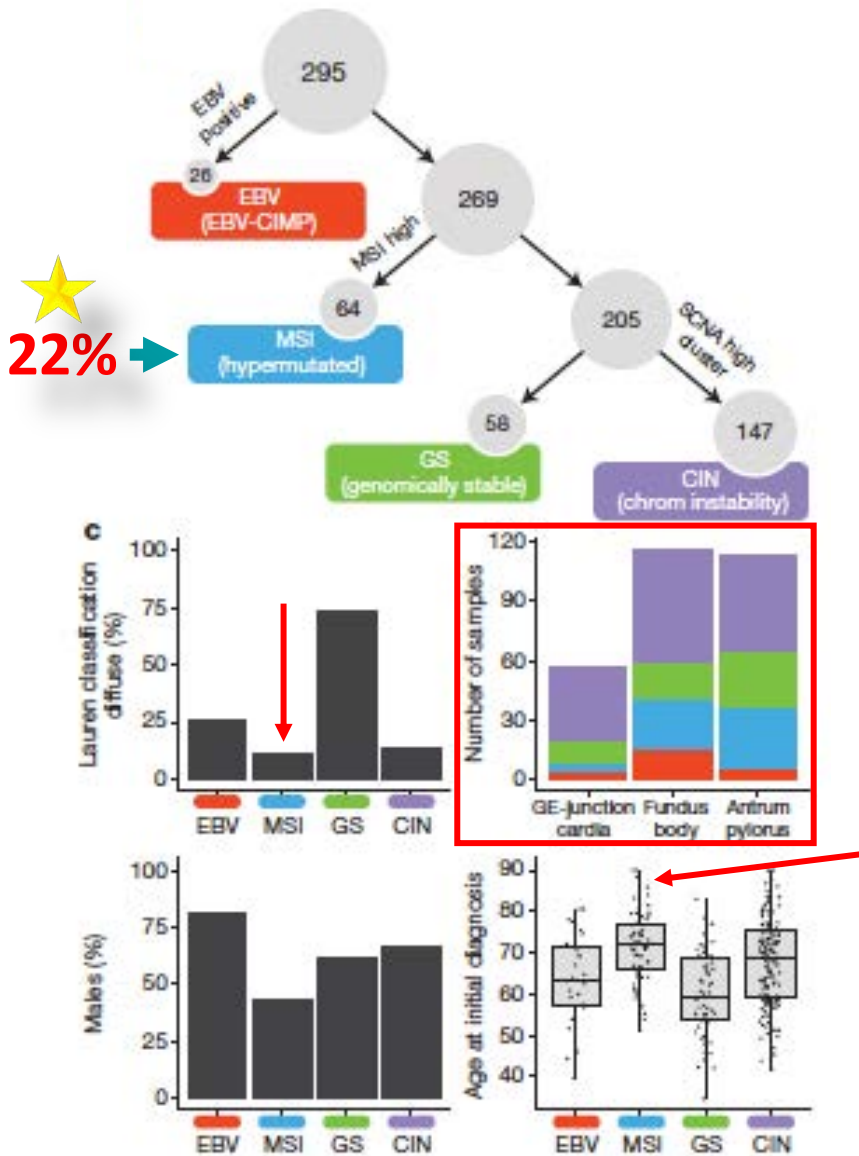 295
EBV
positive
26
EBV
(EBV-CIMP)
269
MSI high
64
22%
MSI
(hypermutated)
205
SCNA high
cluster
58
147
GS
(genomically stable)
CIN
(chrom instability)
c
Lauren classification
diffuse (%)
100
75
50
25
0
EBV MSI GS CIN
Number of samples
120
90
60
30
0
GE-junction Fundus Antrum
cardia body pylorus
Males (%)
100
75
50
25
0
EBV MSI GS CIN
Age at initial diagnosis
90
80
70
60
50
40
EBV MSI GS CIN